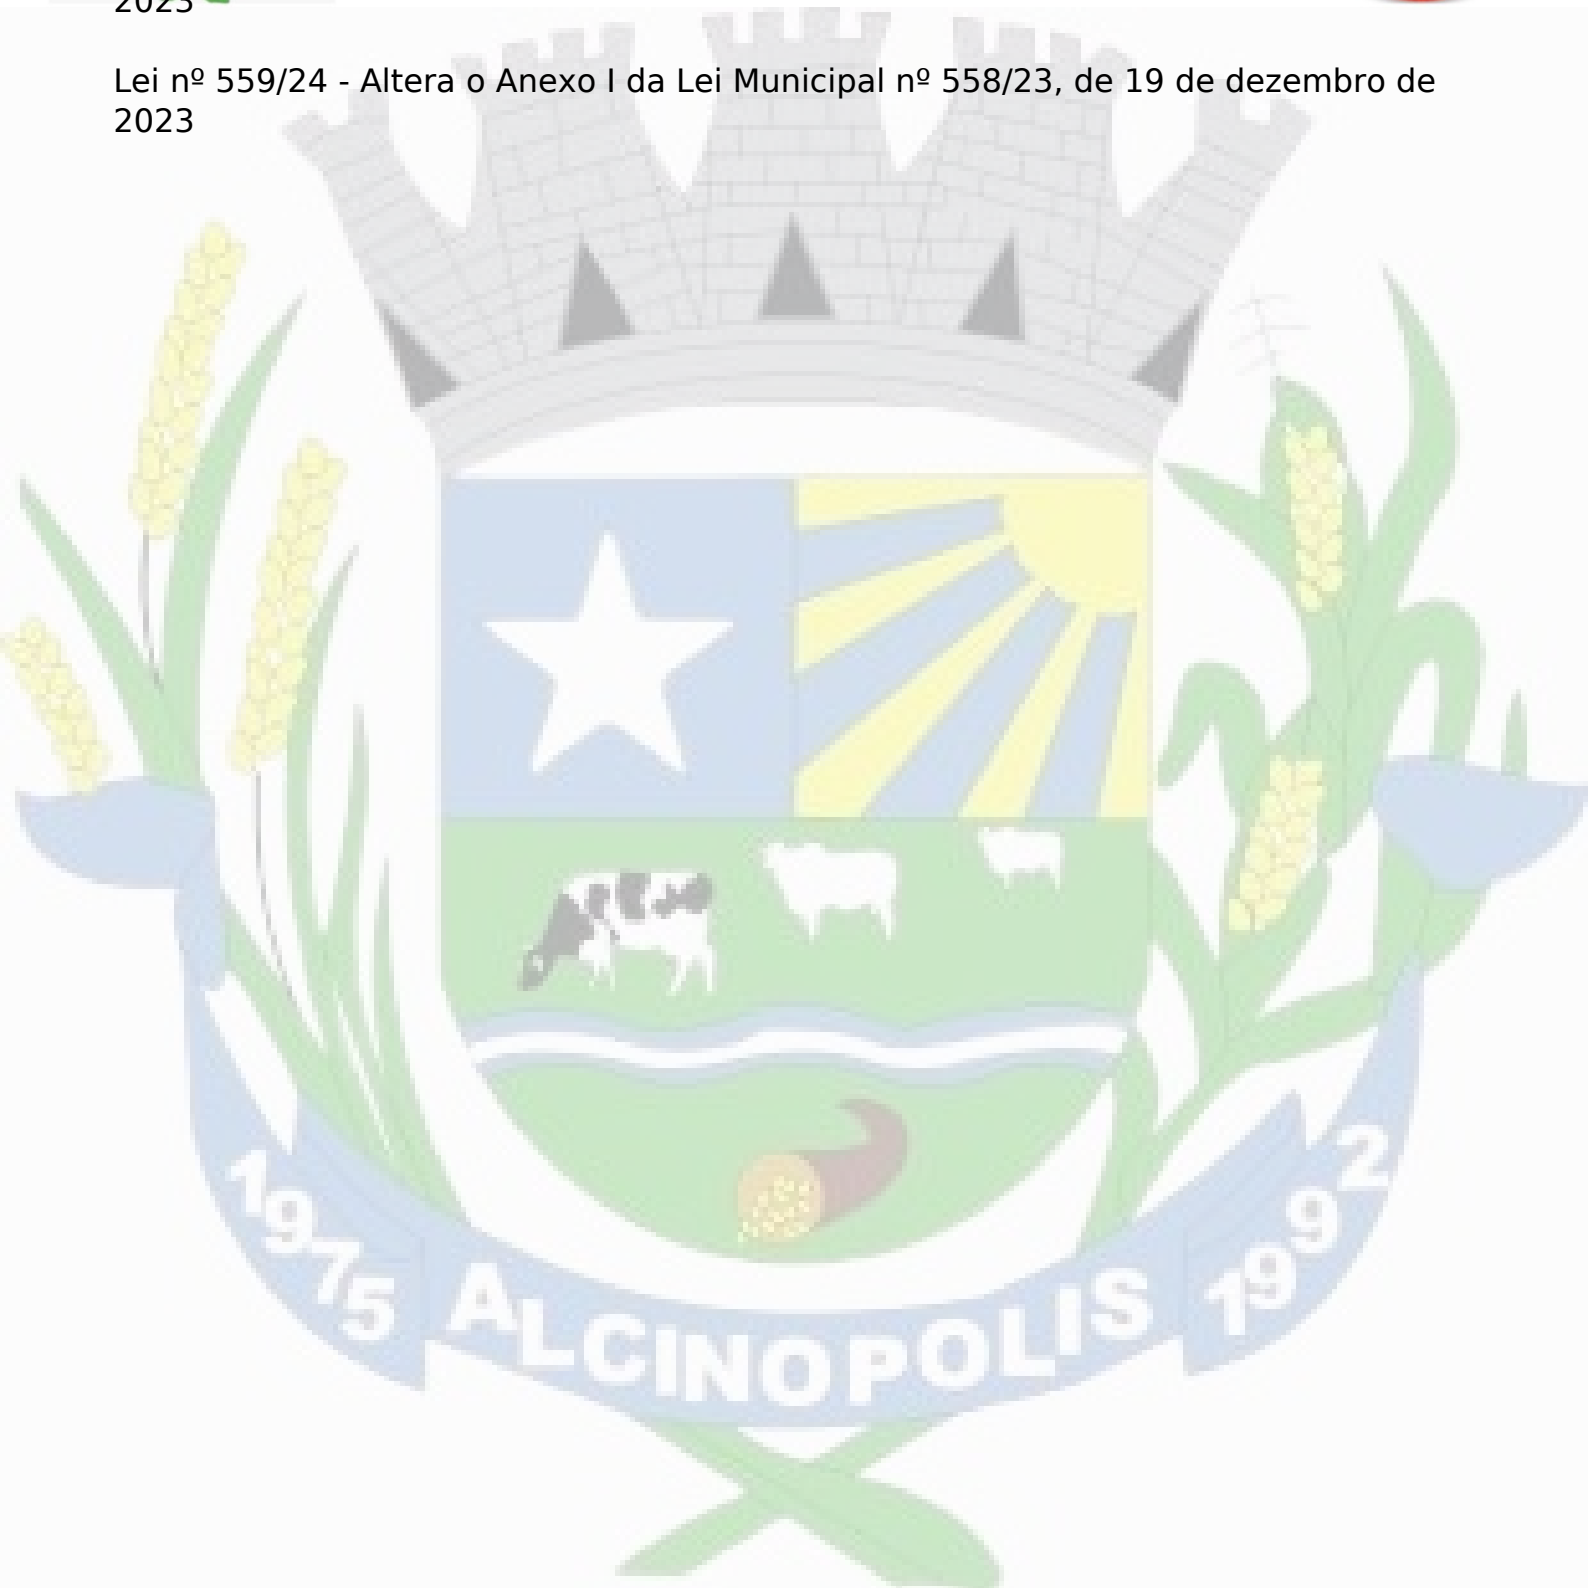 2023
Lei nº 559/24 - Altera o Anexo I da Lei Municipal nº 558/23, de 19 de dezembro de
2023
1975 ALCINOPOLIS 1992